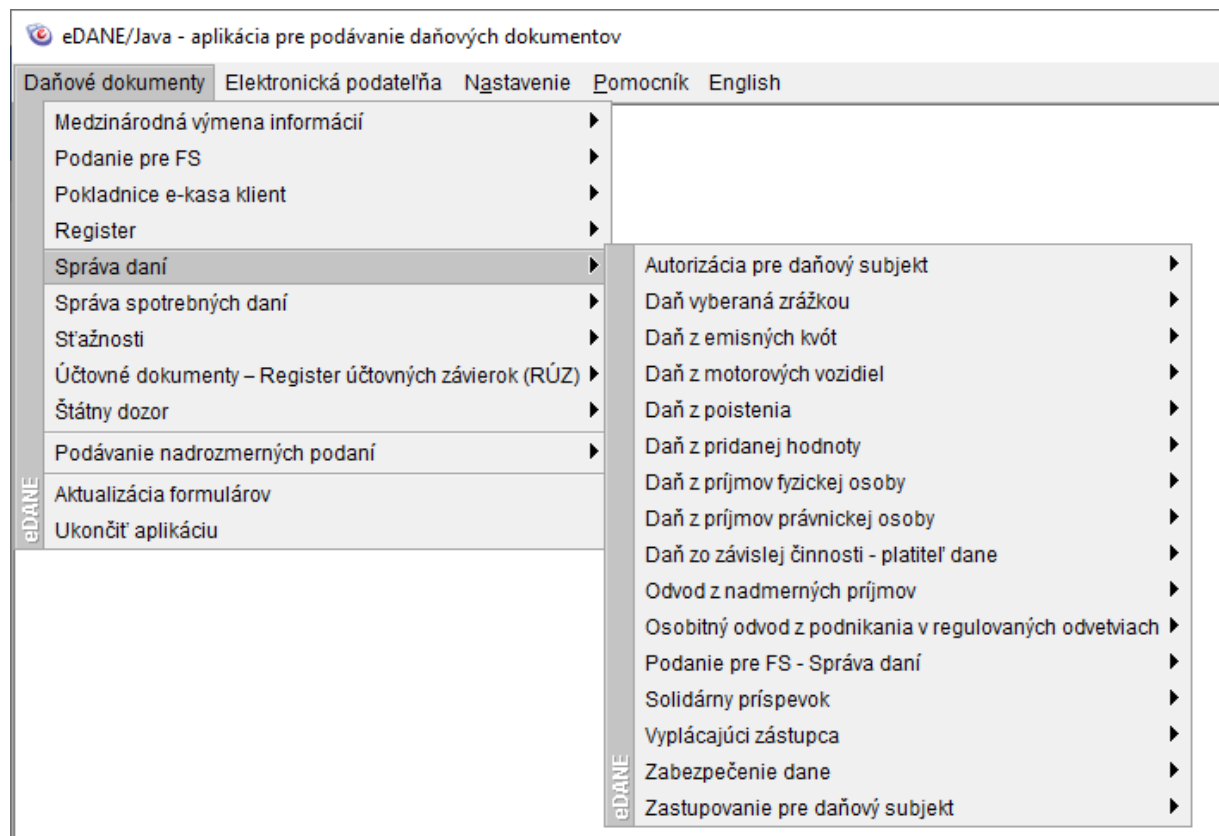 eDANE/Java - aplikácia pre podávanie daňových dokumentov
Daňové dokumenty Elektronická podateľňa Nastavenie Pomocník English
Medzinárodná výmena informácií
Podanie pre FS
Pokladnice e-kasa klient
Register
Správa daní
Správa spotrebných daní
Sťažnosti
Účtovné dokumenty – Register účtovných závierok (RÚZ)
Štátny dozor
Podávanie nadrozmerných podaní
Aktualizácia formulárov
Ukončiť aplikáciu
eDANE
Autorizácia pre daňový subjekt
Daň vyberaná zrážkou
Daň z emisných kvót
Daň z motorových vozidiel
Daň z poistenia
Daň z pridanej hodnoty
Daň z príjmov fyzickej osoby
Daň z príjmov právnickej osoby
Daň zo závislej činnosti - platiteľ dane
Odvod z nadmerných príjmov
Osobitný odvod z podnikania v regulovaných odvetviach
Podanie pre FS - Správa daní
Solidárny príspevok
Vyplácajúci zástupca
Zabezpečenie dane
Zastupovanie pre daňový subjekt
eDANE